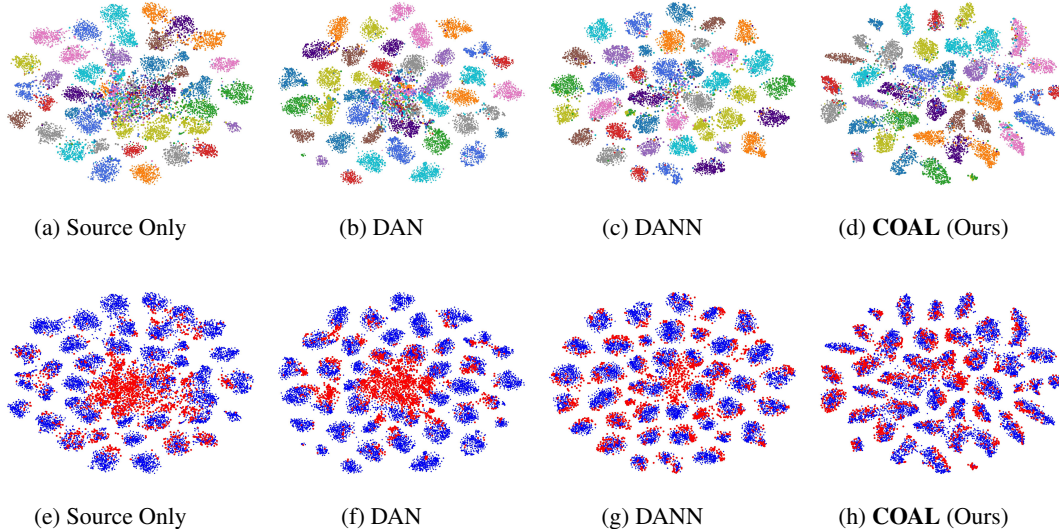 (a) Source Only (b) DAN (c) DANN (d) COAL (Ours)
(e) Source Only (f) DAN (g) DANN (h) COAL (Ours)